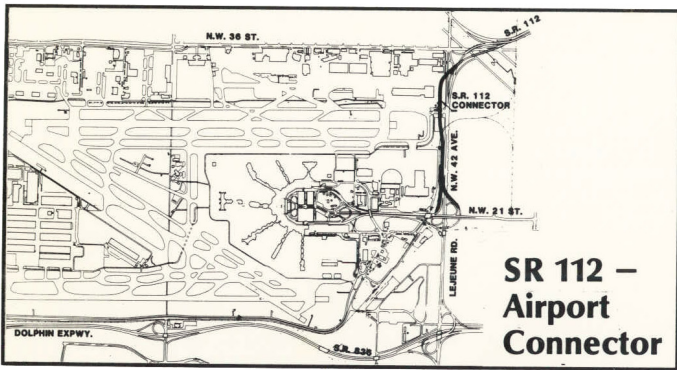 N.W. 36 ST.
S.R. 112
S.R. 112
CONNECTOR
N.W. 42 AVE.
N.W. 21 ST.
LEJEUNE RD.
SR 112 –
Airport
Connector
DOLPHIN EXPWY.
S.R. 836